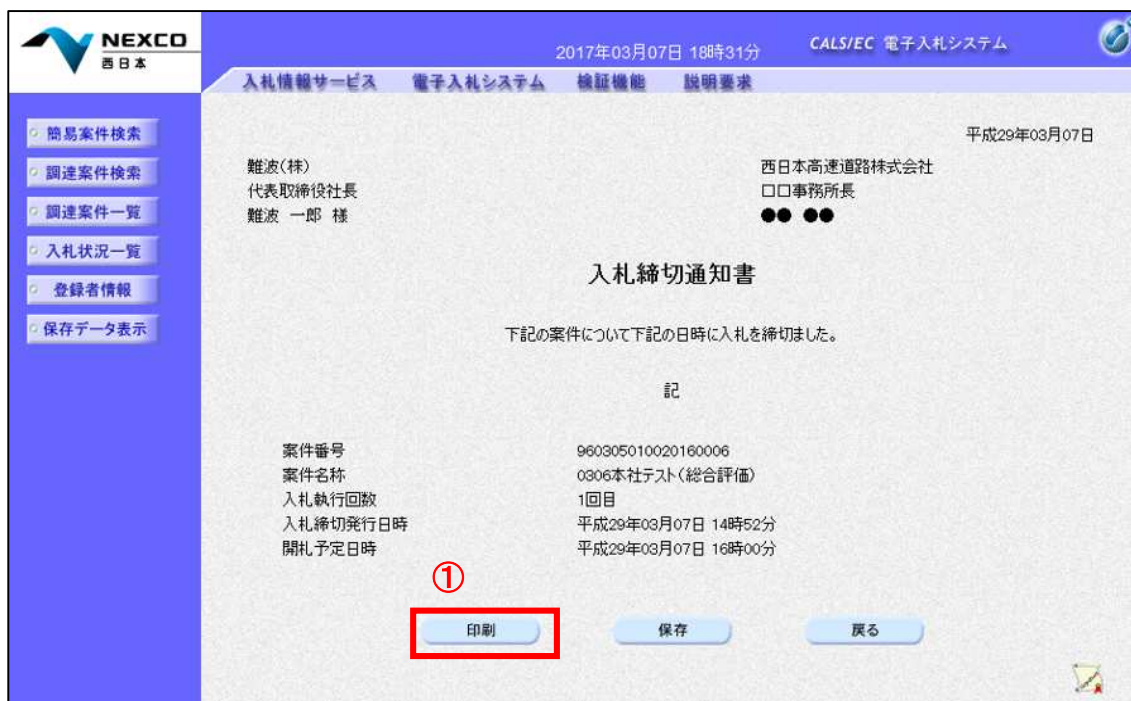 NEXCO
西日本
2017年03月07日 18時31分
CALS/EC 電子入札システム
入札情報サービス 電子入札システム 検証機能 説明要求
簡易案件検索
調達案件検索
調達案件一覧
入札状況一覧
登録者情報
保存データ表示
平成29年03月07日
難波(株)
代表取締役社長
難波 一郎 様
西日本高速道路株式会社
口口事務所長
●● ●●
入札締切通知書
下記の案件について下記の日時に入札を締切ました。
記
案件番号 960305010020160006
案件名称 0306本社テスト(総合評価)
入札執行回数 1回目
入札締切発行日時 平成29年03月07日 14時52分
開札予定日時 平成29年03月07日 16時00分
①
印刷 保存 戻る